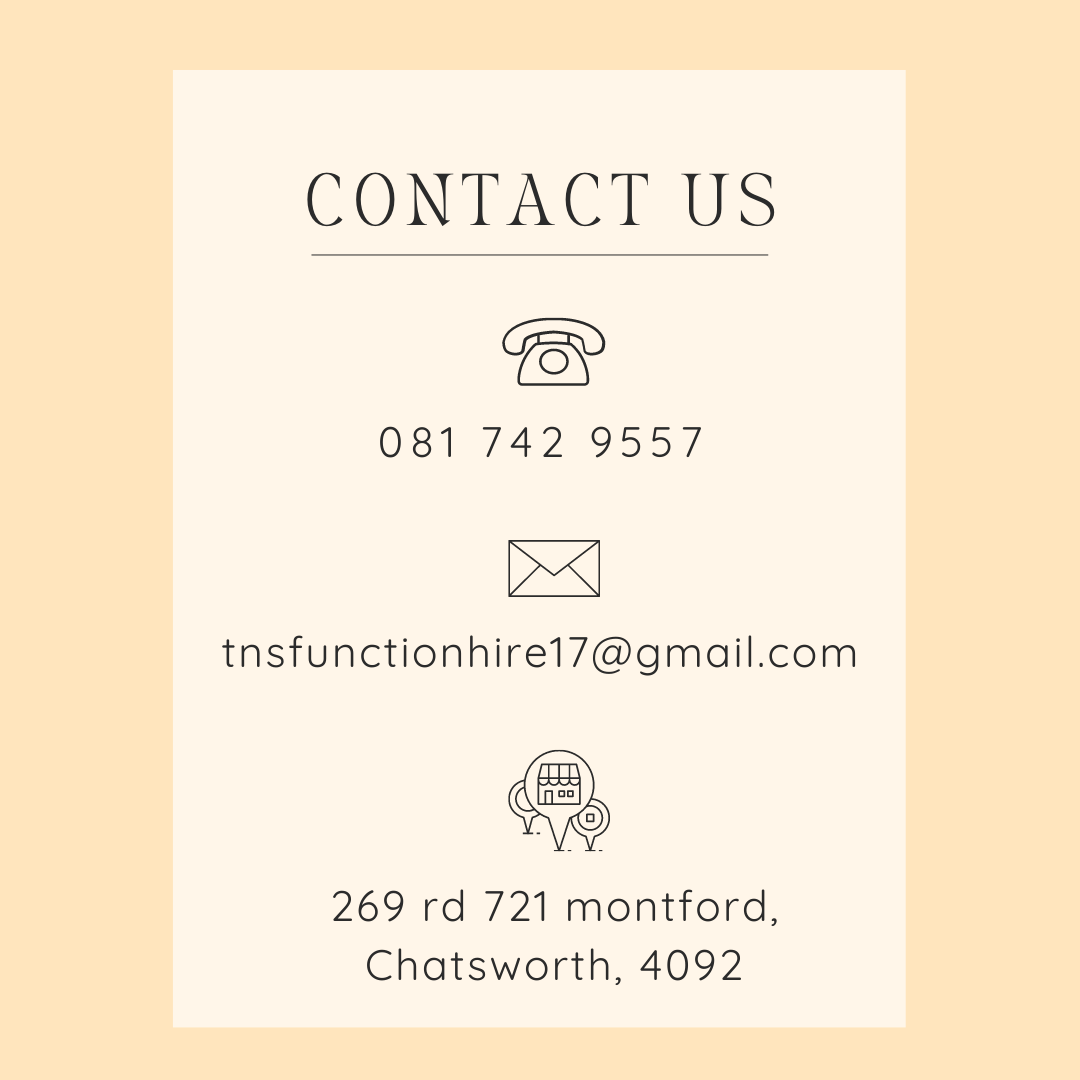 CONTACT US
081 742 9557
tnsfunctionhire17@gmail.com
269 rd 721 montford,
Chatsworth, 4092